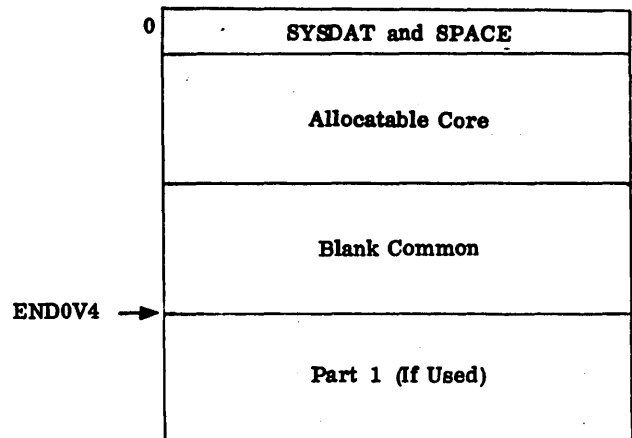 0
SYSDAT and SPACE
Allocatable Core
Blank Common
END0V4
Part 1 (If Used)